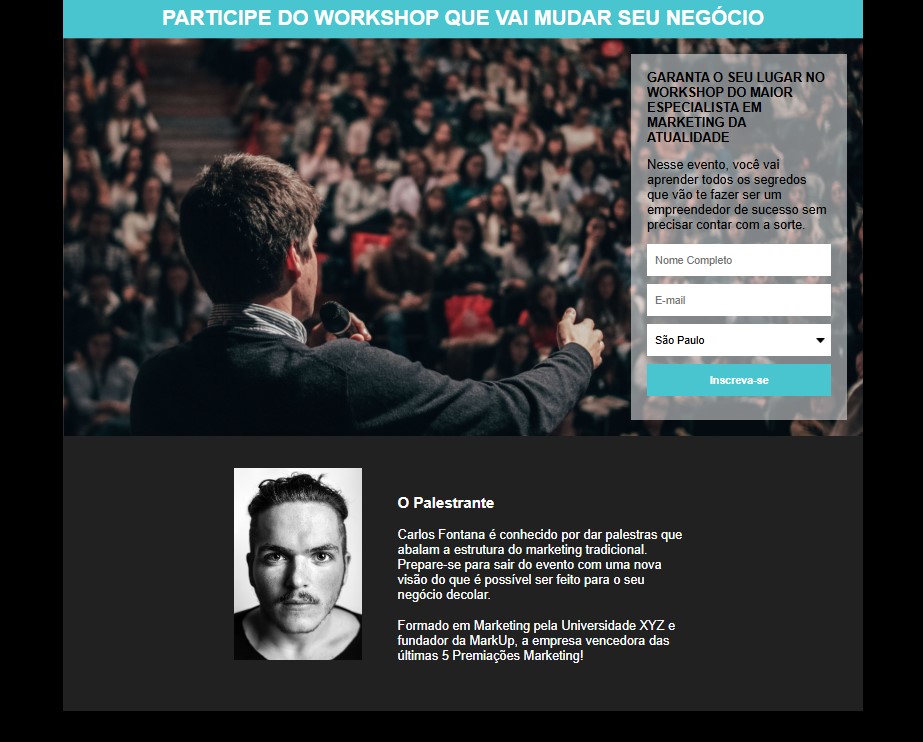 PARTICIPE DO WORKSHOP QUE VAI MUDAR SEU NEGÓCIO
GARANTA O SEU LUGAR NO
WORKSHOP DO MAIOR
ESPECIALISTA EM
MARKETING DA
ATUALIDADE
Nesse evento, você vai
aprender todos os segredos
que vão te fazer ser um
empreendedor de sucesso sem
precisar contar com a sorte.
Nome Completo
E-mail
São Paulo
Inscreva-se
O Palestrante
Carlos Fontana é conhecido por dar palestras que
abalam a estrutura do marketing tradicional.
Prepare-se para sair do evento com uma nova
visão do que é possível ser feito para o seu
negócio decolar.
Formado em Marketing pela Universidade XYZ e
fundador da MarkUp, a empresa vencedora das
últimas 5 Premiações Marketing!